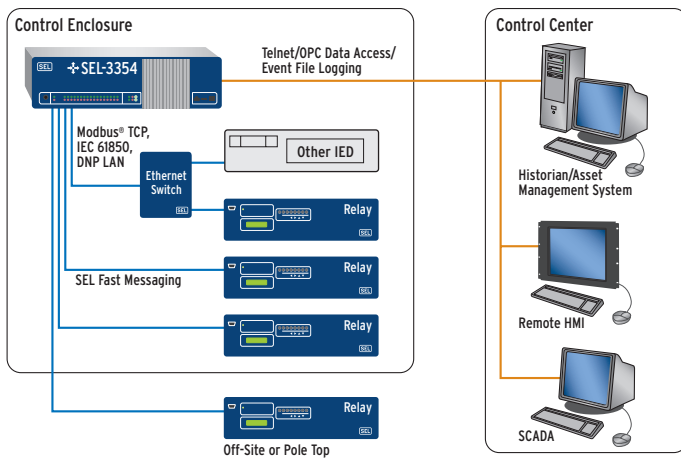 Control Enclosure
SEL
SEL-3354
Telnet/OPC Data Access/
Event File Logging
Modbus® TCP,
IEC 61850,
DNP LAN
Ethernet
Switch
SEL
Other IED
Relay
SEL
SEL Fast Messaging
Relay
SEL
Relay
SEL
Relay
SEL
Off-Site or Pole Top
Control Center
Historian/Asset
Management System
Remote HMI
SCADA